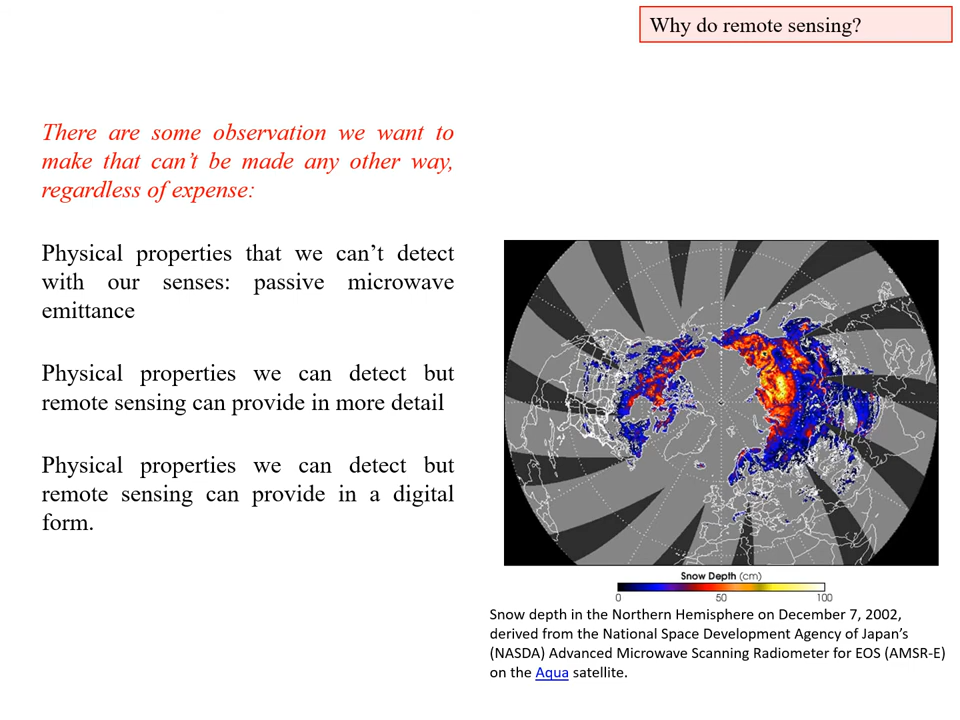 Why do remote sensing?
There are some observation we want to
make that can’t be made any other way,
regardless of expense:
Physical properties that we can’t detect
with our senses: passive microwave
emittance
Physical properties we can detect but
remote sensing can provide in more detail
Physical properties we can detect but
remote sensing can provide in a digital
form.
Snow Depth (cm)
0 50 100
Snow depth in the Northern Hemisphere on December 7, 2002,
derived from the National Space Development Agency of Japan’s
(NASDA) Advanced Microwave Scanning Radiometer for EOS (AMSR-E)
on the Aqua satellite.